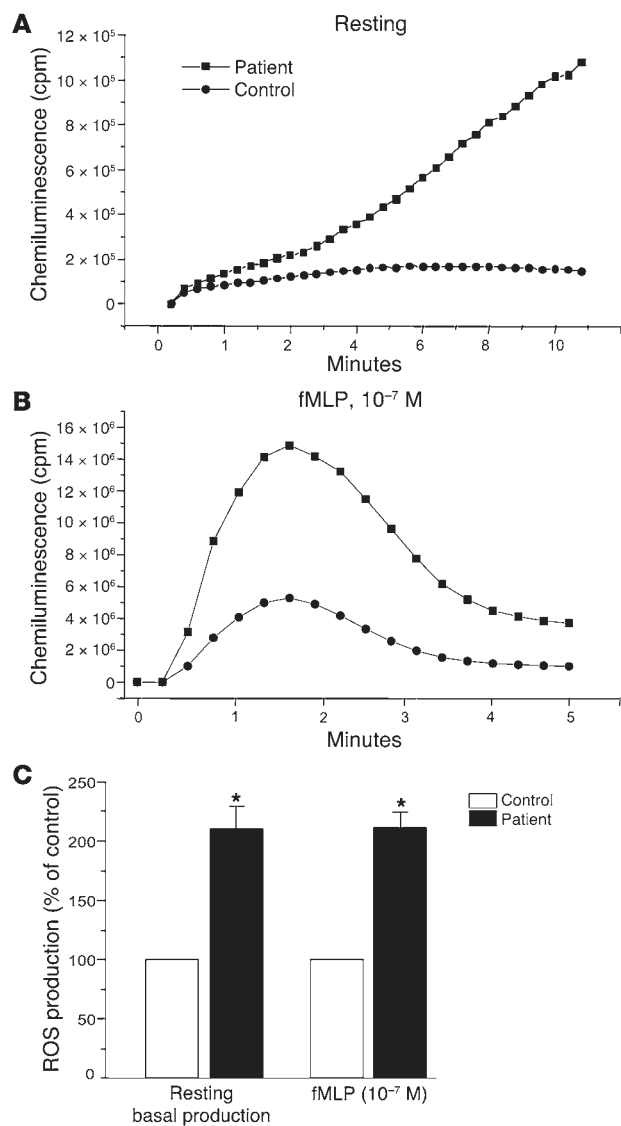 A
Resting
Chemiluminescence (cpm)
12 × 10⁵
10 × 10⁵
8 × 10⁵
6 × 10⁵
4 × 10⁵
2 × 10⁵
0
Patient
Control
0 1 2 4 6 8 10
Minutes
B
fMLP, 10⁻⁷ M
Chemiluminescence (cpm)
16 × 10⁶
14 × 10⁶
12 × 10⁶
10 × 10⁶
8 × 10⁶
6 × 10⁶
4 × 10⁶
2 × 10⁶
0
0 1 2 3 4 5
Minutes
C
ROS production (% of control)
250
200
150
100
50
0
* *
Control
Patient
Resting
basal production
fMLP (10⁻⁷ M)